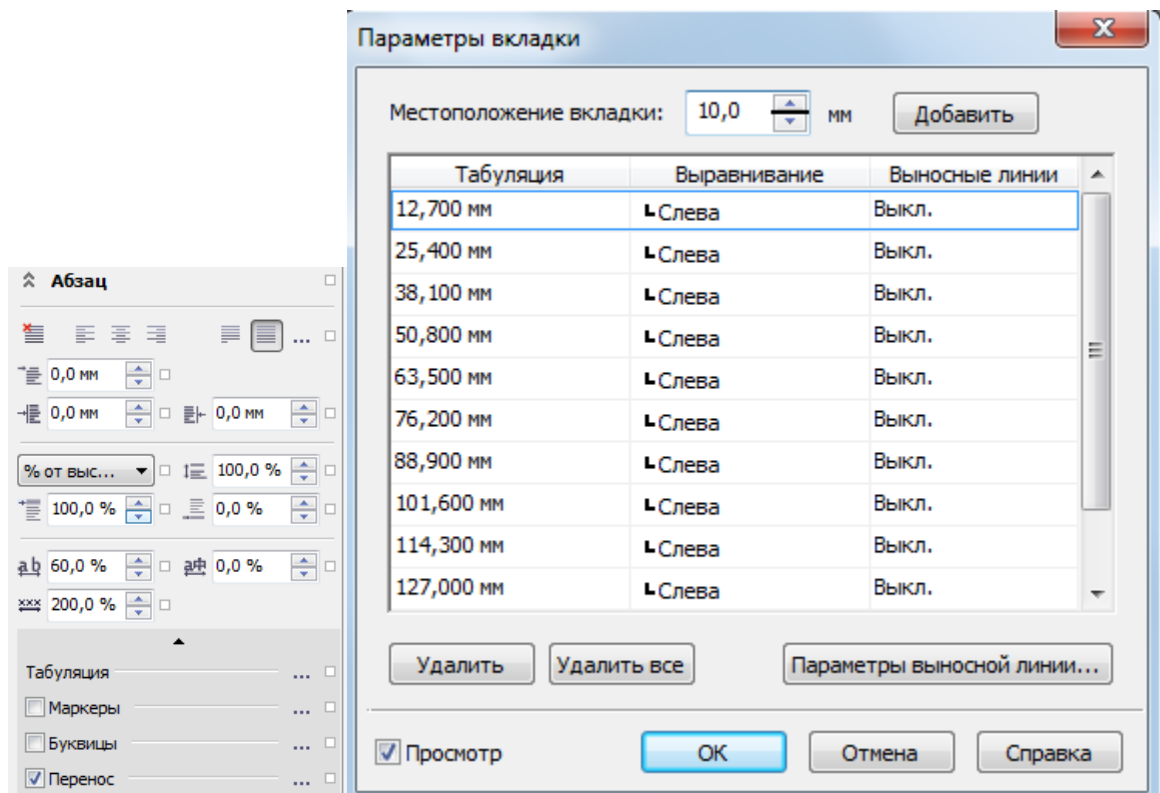 Абзац
...
0,0 мм
0,0 мм 0,0 мм
% от выс... 100,0 %
100,0 % 0,0 %
ab 60,0 % 0,0 %
xxx 200,0 %
Табуляция ...
Маркеры ...
Буквицы ...
Перенос ...
Параметры вкладки
Местоположение вкладки: 10,0 мм Добавить
Табуляция Выравнивание Выносные линии
12,700 мм Слева Выкл.
25,400 мм Слева Выкл.
38,100 мм Слева Выкл.
50,800 мм Слева Выкл.
63,500 мм Слева Выкл.
76,200 мм Слева Выкл.
88,900 мм Слева Выкл.
101,600 мм Слева Выкл.
114,300 мм Слева Выкл.
127,000 мм Слева Выкл.
Удалить Удалить все Параметры выносной линии...
Просмотр ОК Отмена Справка